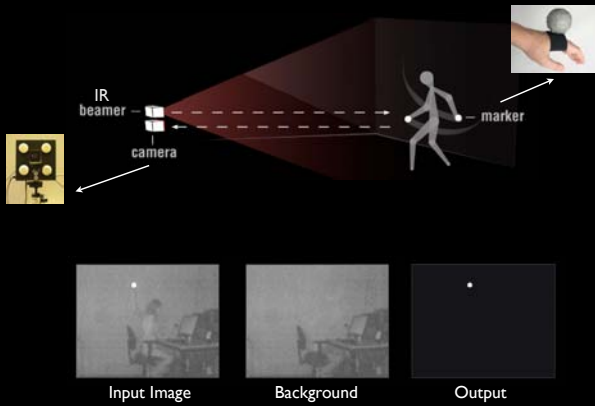 IR
beamer
camera
marker
Input Image
Background
Output